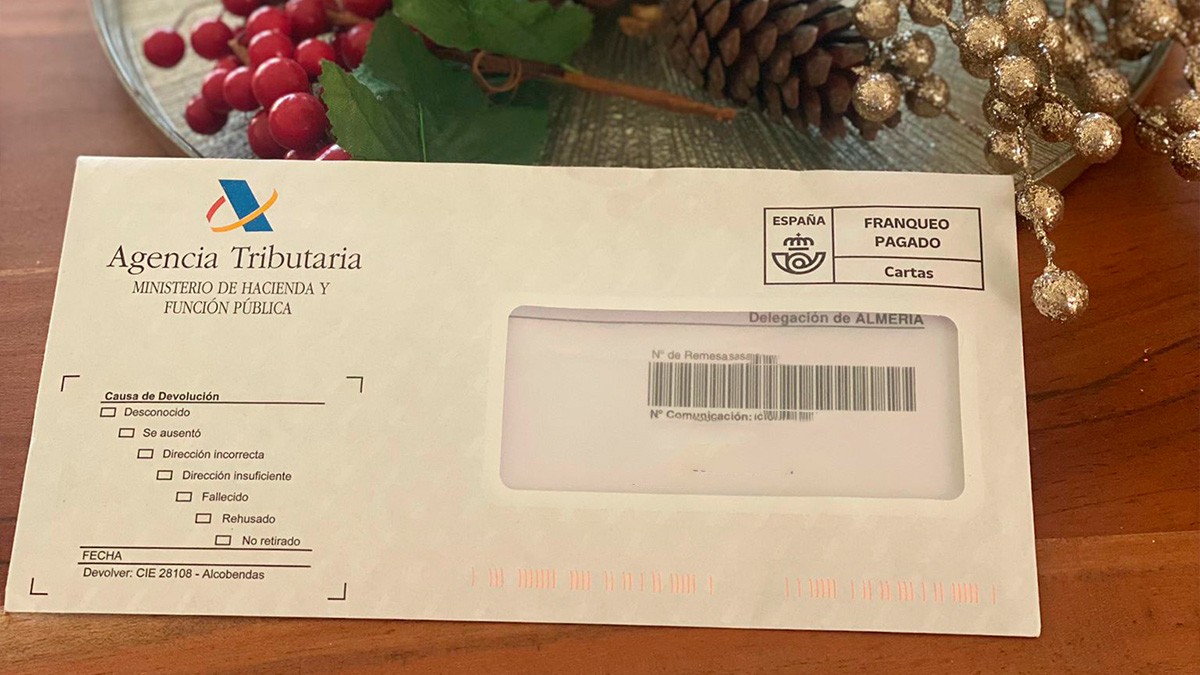 Agencia Tributaria
MINISTERIO DE HACIENDA Y
FUNCIÓN PÚBLICA
ESPAÑA
FRANQUEO
PAGADO
Cartas
Delegación de ALMERIA
Nº de Remesa
Nº Comunicación:
Causa de Devolución
Desconocido
Se ausentó
Dirección incorrecta
Dirección insuficiente
Fallecido
Rehusado
No retirado
FECHA
Devolver: CIE 28108 - Alcobendas